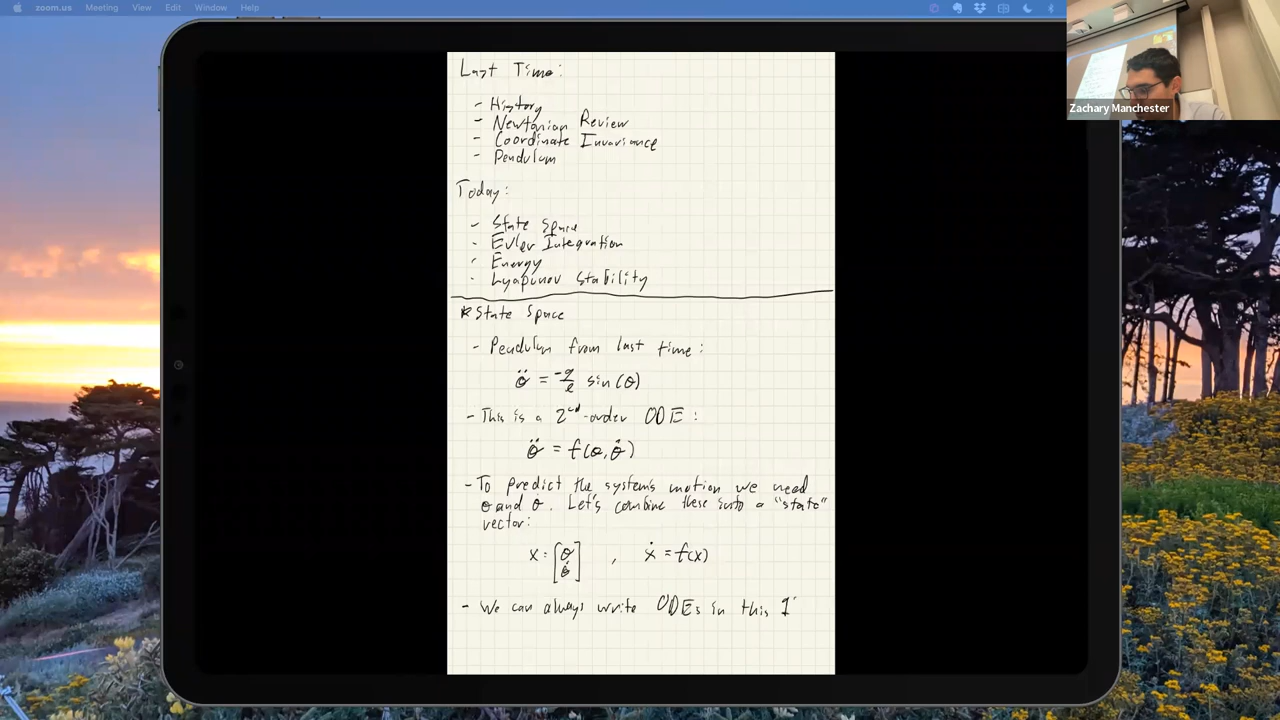 zoom.us Meeting View Edit Window Help
Zachary Manchester
Last Time:
- History
- Newtonian Review
- Coordinate Invariance
- Pendulum
Today:
- State Space
- Euler Integration
- Energy
- Lyapunov Stability
* State Space
- Pendulum from last time:
θ̈ = -g/ℓ sin(θ)
- This is a 2nd-order ODE:
θ̈ = f(θ, θ̇)
- To predict the system's motion we need
θ and θ̇. Let's combine these into a "state"
vector:
x = [θ θ̇] , ẋ = f(x)
- We can always write ODEs in this 1